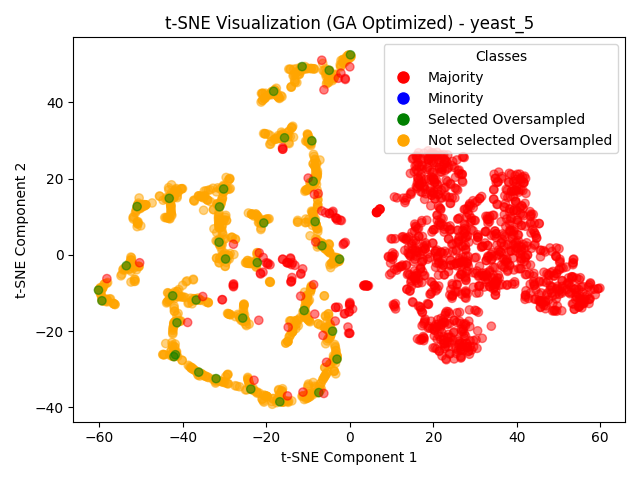 t-SNE Visualization (GA Optimized) - yeast_5
Classes
Majority
Minority
Selected Oversampled
Not selected Oversampled
t-SNE Component 2
40
20
0
−20
−40
−60
−40
−20
0
20
40
60
t-SNE Component 1